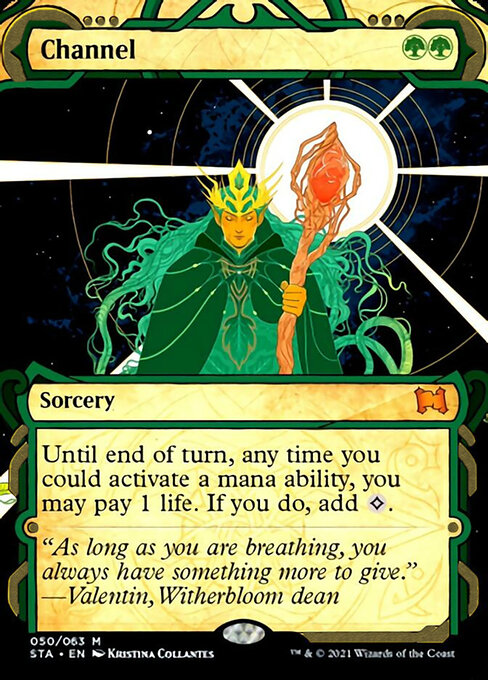 Channel
Sorcery
Until end of turn, any time you
could activate a mana ability, you
may pay 1 life. If you do, add ◇.
“As long as you are breathing, you
always have something more to give.”
—Valentin, Witherbloom dean
050/063 M
STA • EN Kristina Collantes
™ & © 2021 Wizards of the Coast